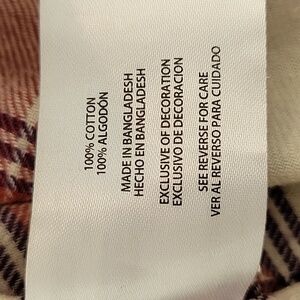 100% COTTON
100% ALGODÓN
MADE IN BANGLADESH
HECHO EN BANGLADESH
EXCLUSIVE OF DECORATION
EXCLUSIVO DE DECORACION
SEE REVERSE FOR CARE
VER AL REVERSO PARA CUIDADO